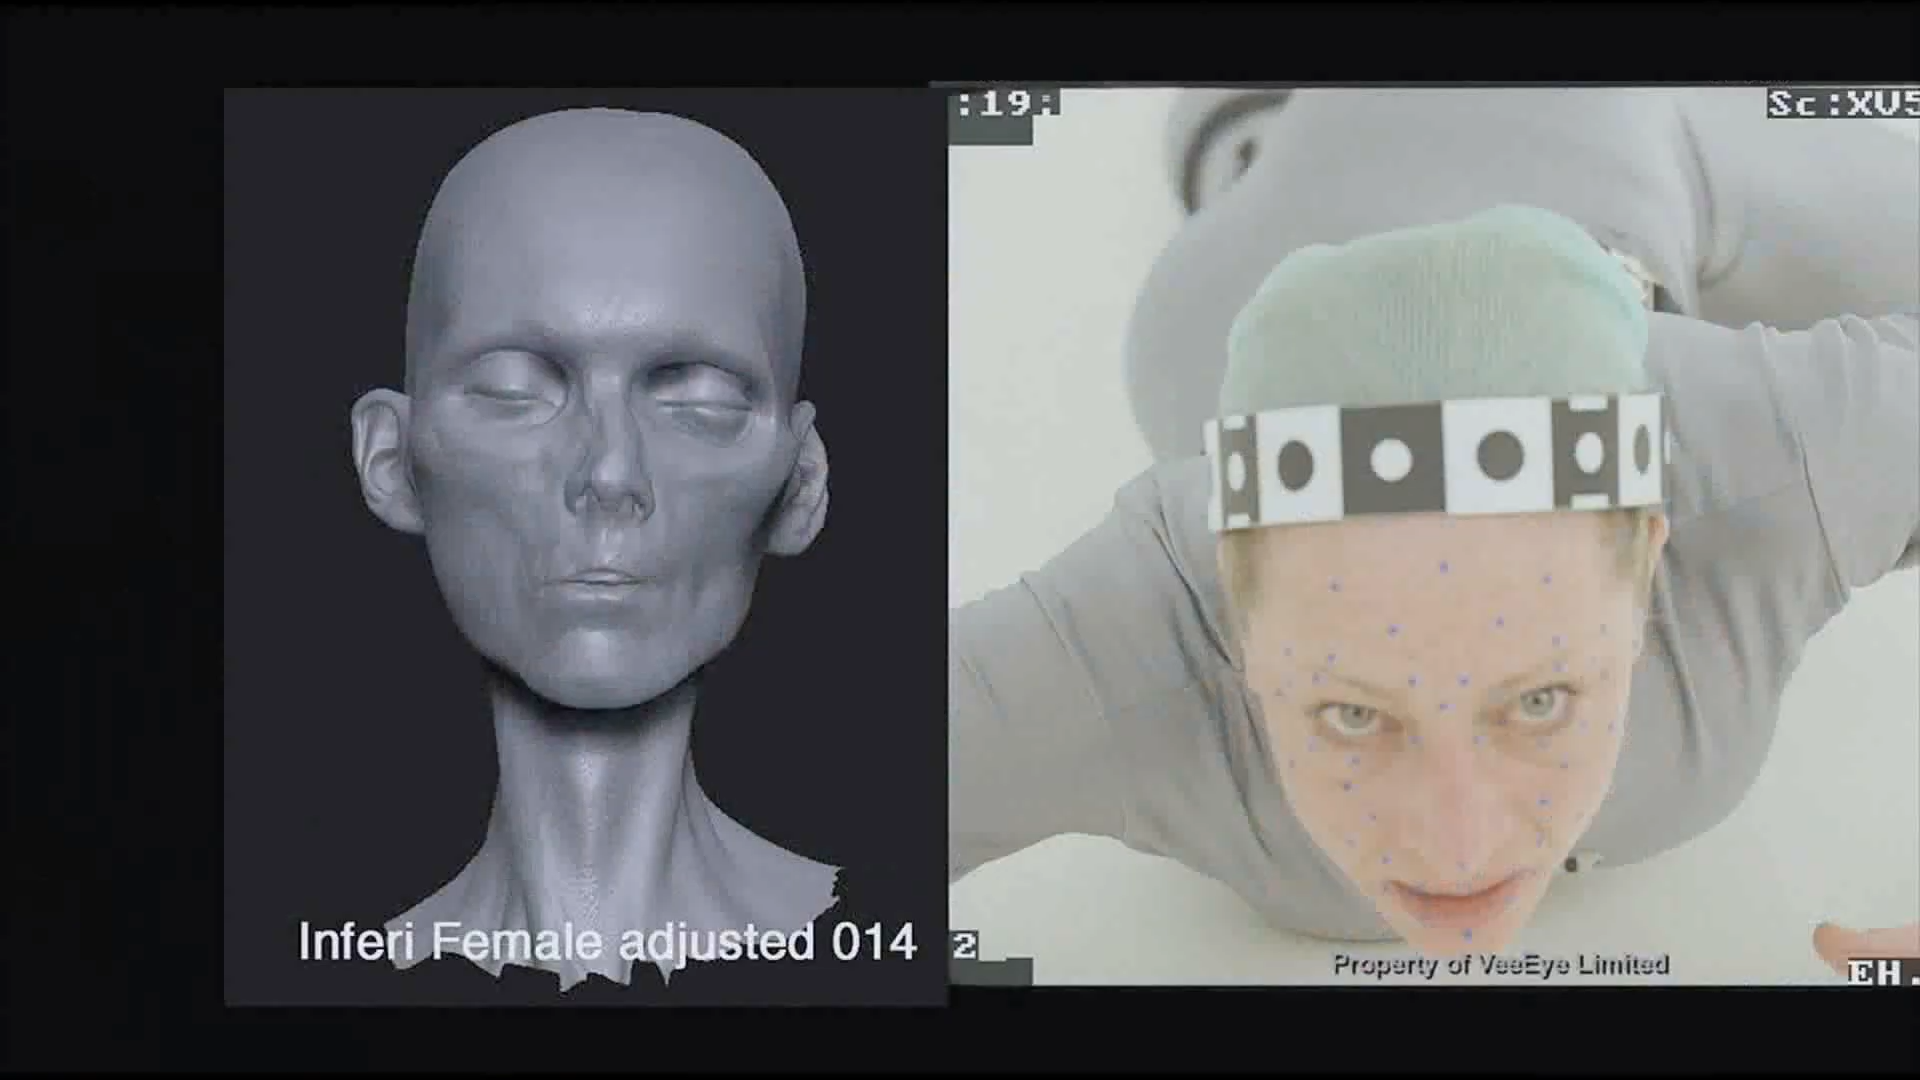 :19:
Sc:XV5
Inferi Female adjusted 014
2
Property of VeeEye Limited
EH.